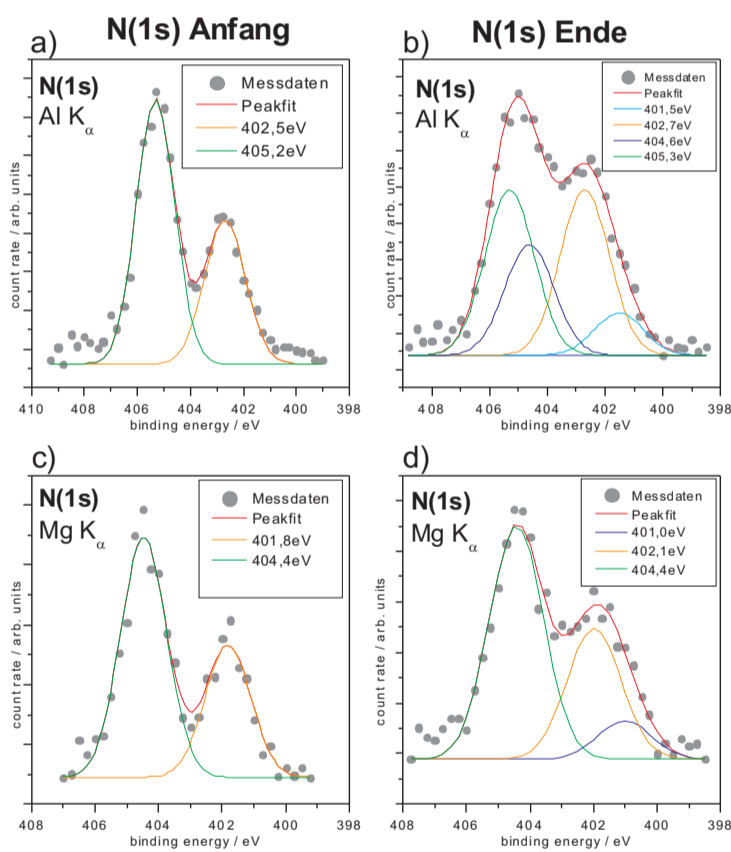 N(1s) Anfang
N(1s) Ende
a)
N(1s)
Al Kα
Messdaten
Peakfit
402,5eV
405,2eV
count rate / arb. units
410 408 406 404 402 400 398
binding energy / eV
b)
N(1s)
Al Kα
Messdaten
Peakfit
401,5eV
402,7eV
404,6eV
405,3eV
count rate / arb. units
408 406 404 402 400 398
binding energy / eV
c)
N(1s)
Mg Kα
Messdaten
Peakfit
401,8eV
404,4eV
count rate / arb. units
408 406 404 402 400 398
binding energy / eV
d)
N(1s)
Mg Kα
Messdaten
Peakfit
401,0eV
402,1eV
404,4eV
count rate / arb. units
408 406 404 402 400 398
binding energy / eV